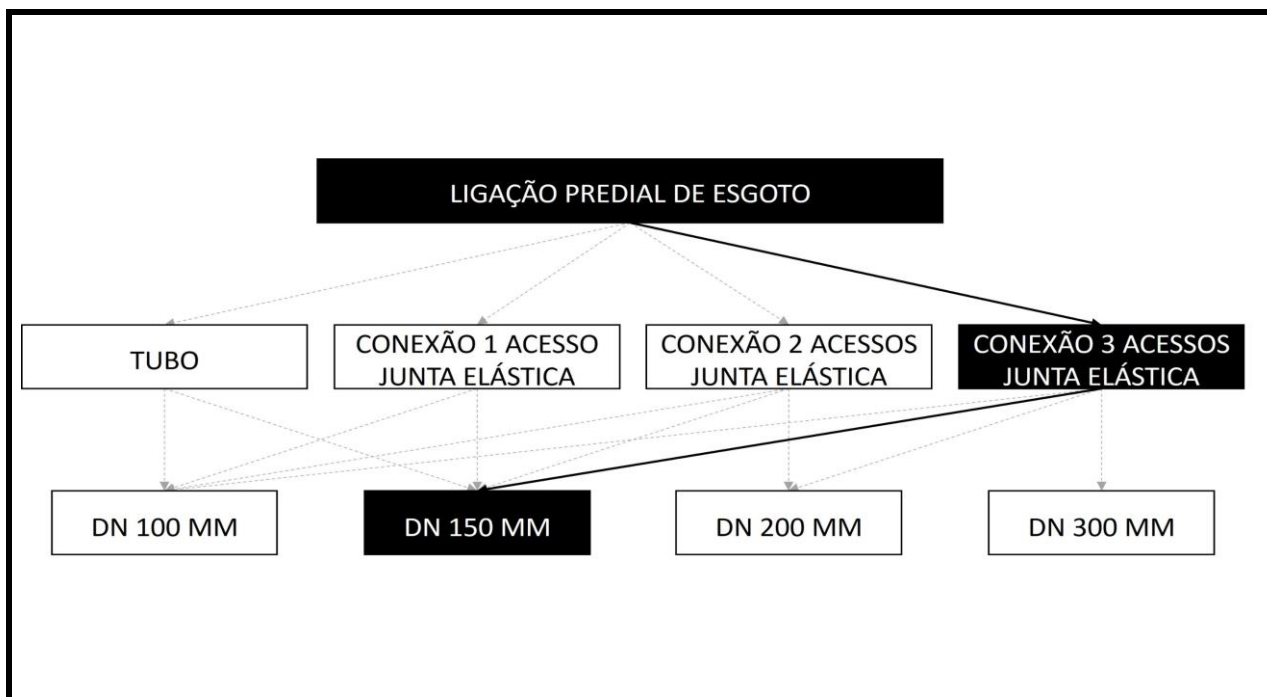 LIGAÇÃO PREDIAL DE ESGOTO
TUBO
CONEXÃO 1 ACESSO
JUNTA ELÁSTICA
CONEXÃO 2 ACESSOS
JUNTA ELÁSTICA
CONEXÃO 3 ACESSOS
JUNTA ELÁSTICA
DN 100 MM
DN 150 MM
DN 200 MM
DN 300 MM